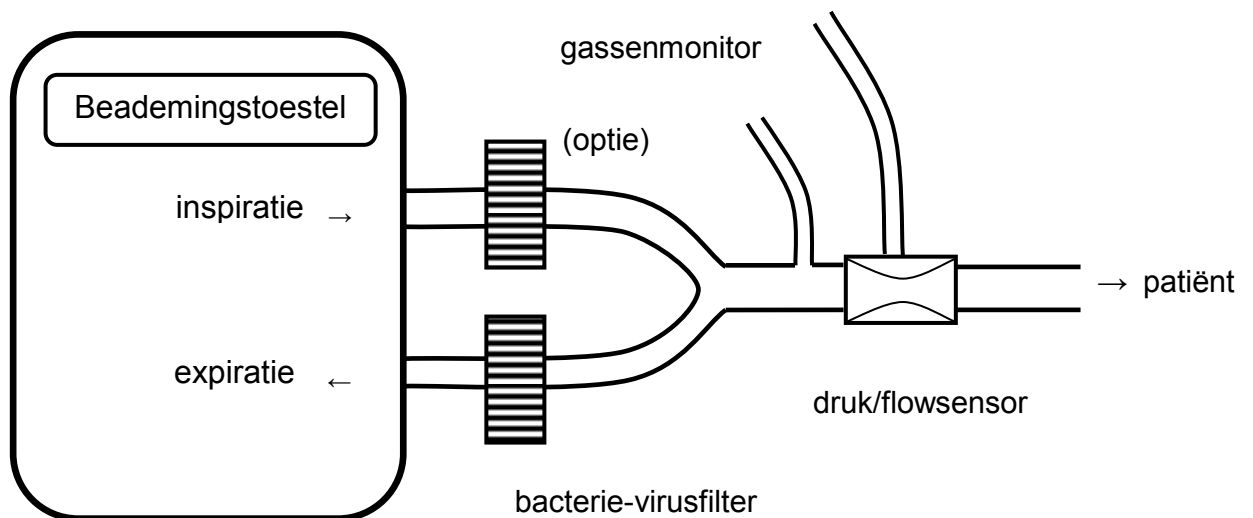 gassenmonitor
Beademingstoestel
(optie)
inspiratie →
→ patiënt
expiratie ←
druk/flowsensor
bacterie-virusfilter